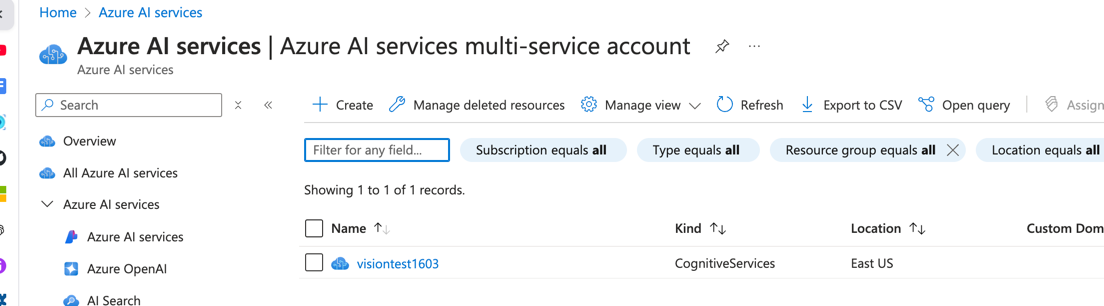 Home > Azure AI services
Azure AI services | Azure AI services multi-service account
Azure AI services
Search
Create Manage deleted resources Manage view Refresh Export to CSV Open query Assign
Filter for any field... Subscription equals all Type equals all Resource group equals all Location equals all
Showing 1 to 1 of 1 records.
Name Kind Location Custom Dom
visiontest1603 CognitiveServices East US
Overview
All Azure AI services
Azure AI services
Azure AI services
Azure OpenAI
AI Search